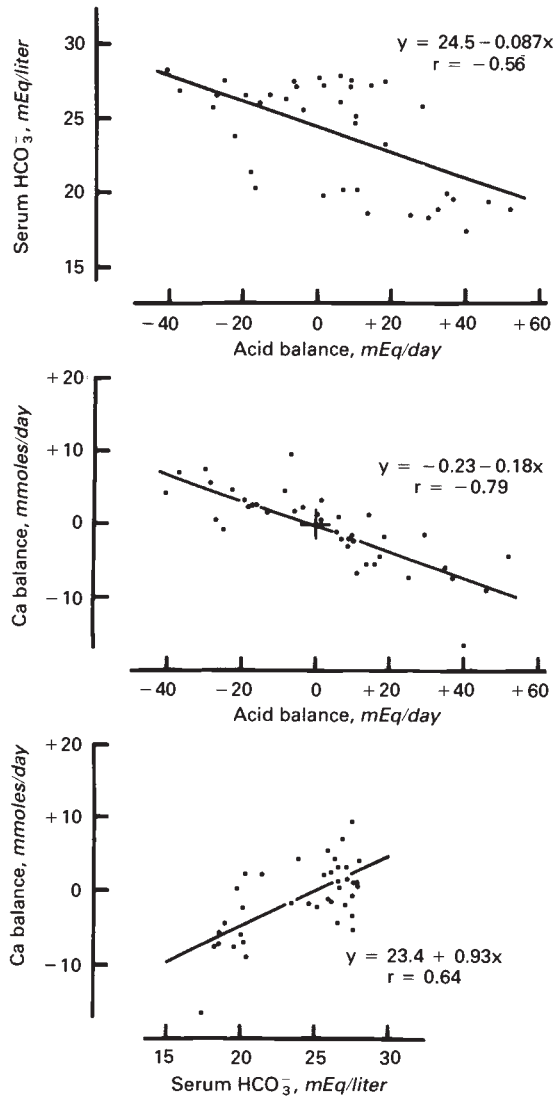 y = 24.5 – 0.087x
r = – 0.56
Serum HCO₃⁻, mEq/liter
30
25
20
15
– 40 – 20 0 + 20 + 40 + 60
Acid balance, mEq/day
y = – 0.23 – 0.18x
r = – 0.79
Ca balance, mmoles/day
+ 20
+ 10
0
– 10
– 40 – 20 0 + 20 + 40 + 60
Acid balance, mEq/day
Ca balance, mmoles/day
+ 20
+ 10
0
– 10
y = 23.4 + 0.93x
r = 0.64
15 20 25 30
Serum HCO₃⁻, mEq/liter